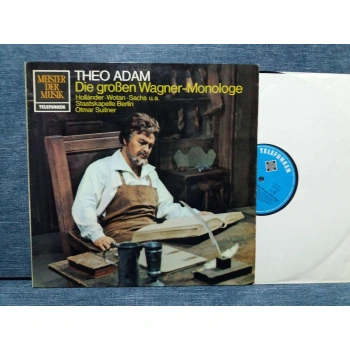 MEISTER
DER
MUSIK
TELEFUNKEN
THEO ADAM
Die großen Wagner-Monologe
Holländer·Wotan·Sachs u.a.
Staatskapelle Berlin
Otmar Suitner
TELEFUNKEN